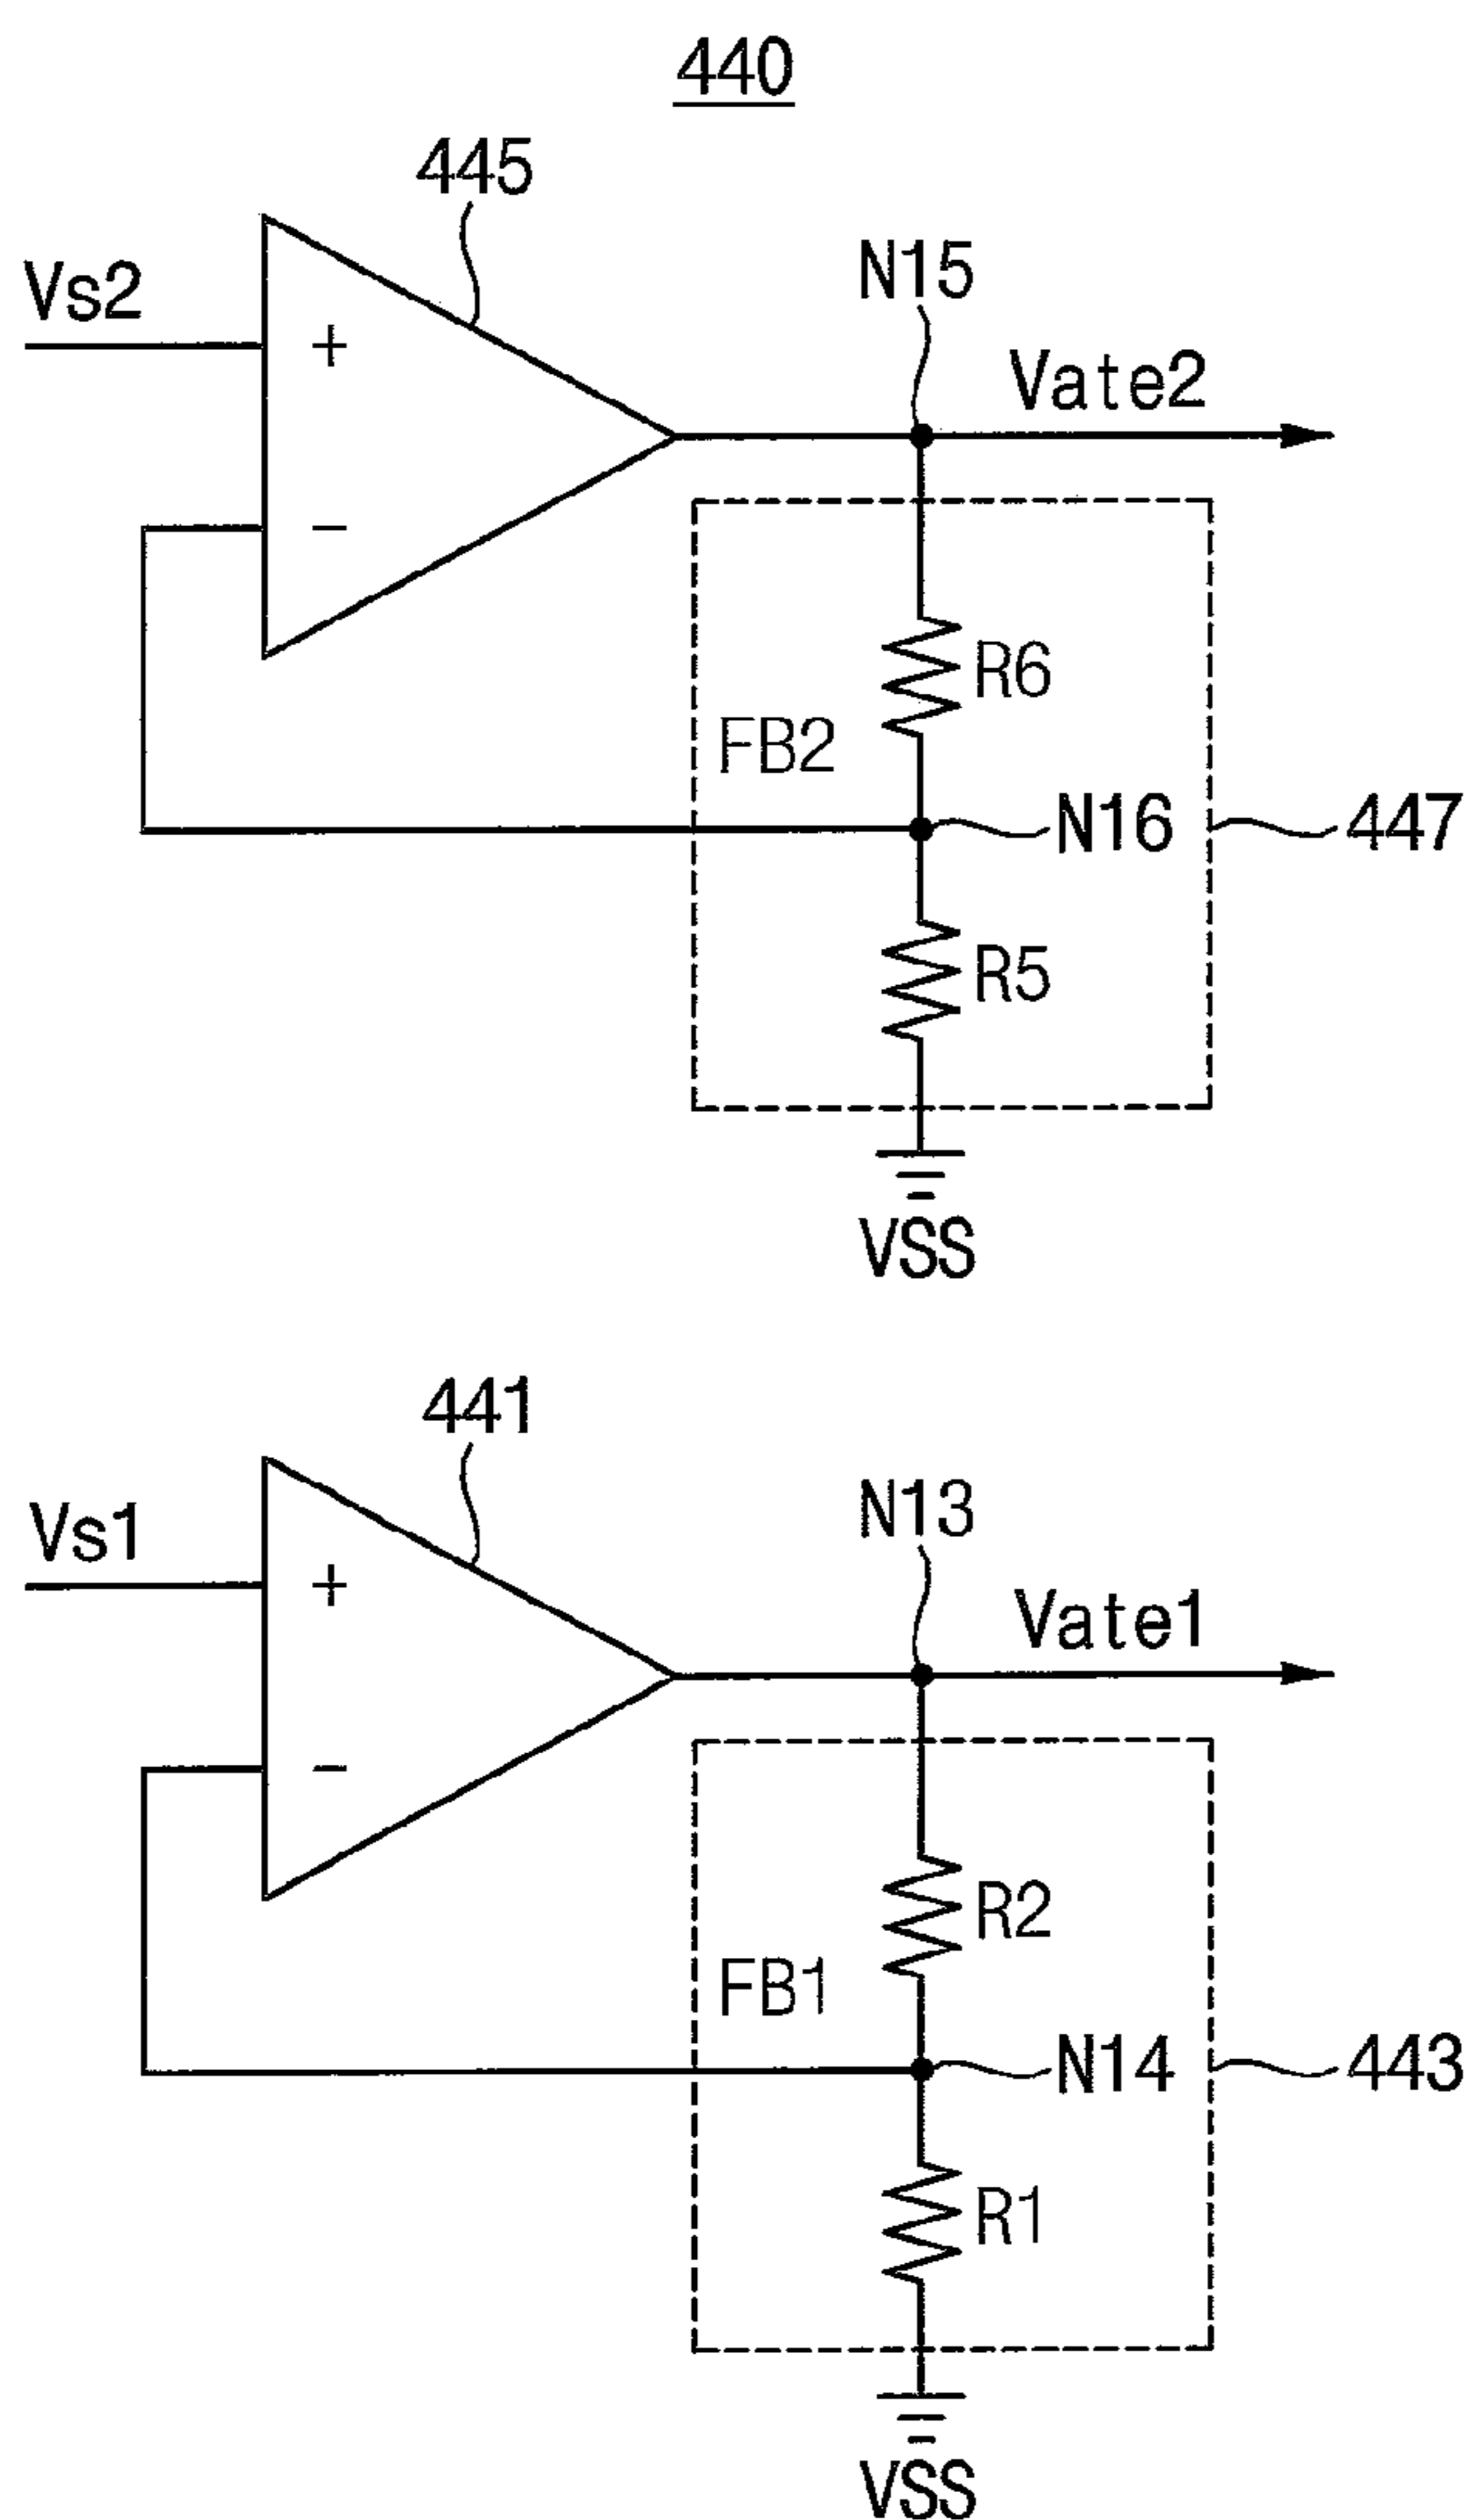 440
445
Vs2
N15
Vate2
+
−
R6
FB2
N16
447
R5
VSS
441
Vs1
N13
Vate1
+
−
R2
FB1
N14
443
R1
VSS